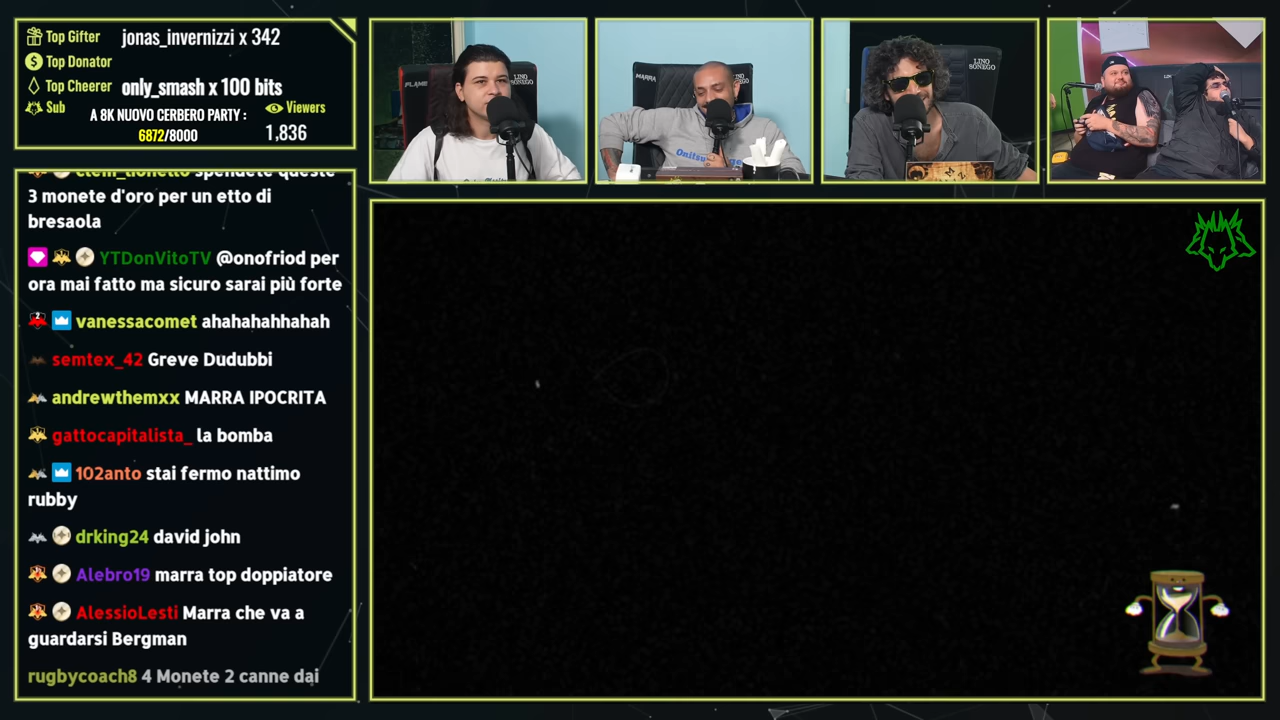 Top Gifter jonas_invernizzi x 342
Top Donator
Top Cheerer only_smash x 100 bits
Sub A 8K NUOVO CERBERO PARTY : 6872/8000
Viewers 1,836
3 monete d'oro per un etto di
bresaola
YTDonVitoTV @onofriod per
ora mai fatto ma sicuro sarai più forte
2 vanessacomet ahahahahhahah
semtex_42 Greve Dudubbi
andrewthemxx MARRA IPOCRITA
gattocapitalista_ la bomba
102anto stai fermo nattimo
rubby
drking24 david john
Alebro19 marra top doppiatore
AlessioLesti Marra che va a
guardarsi Bergman
rugbycoach8 4 Monete 2 canne dai
LINO
SONEGO
MARRA
LINO
SONEGO